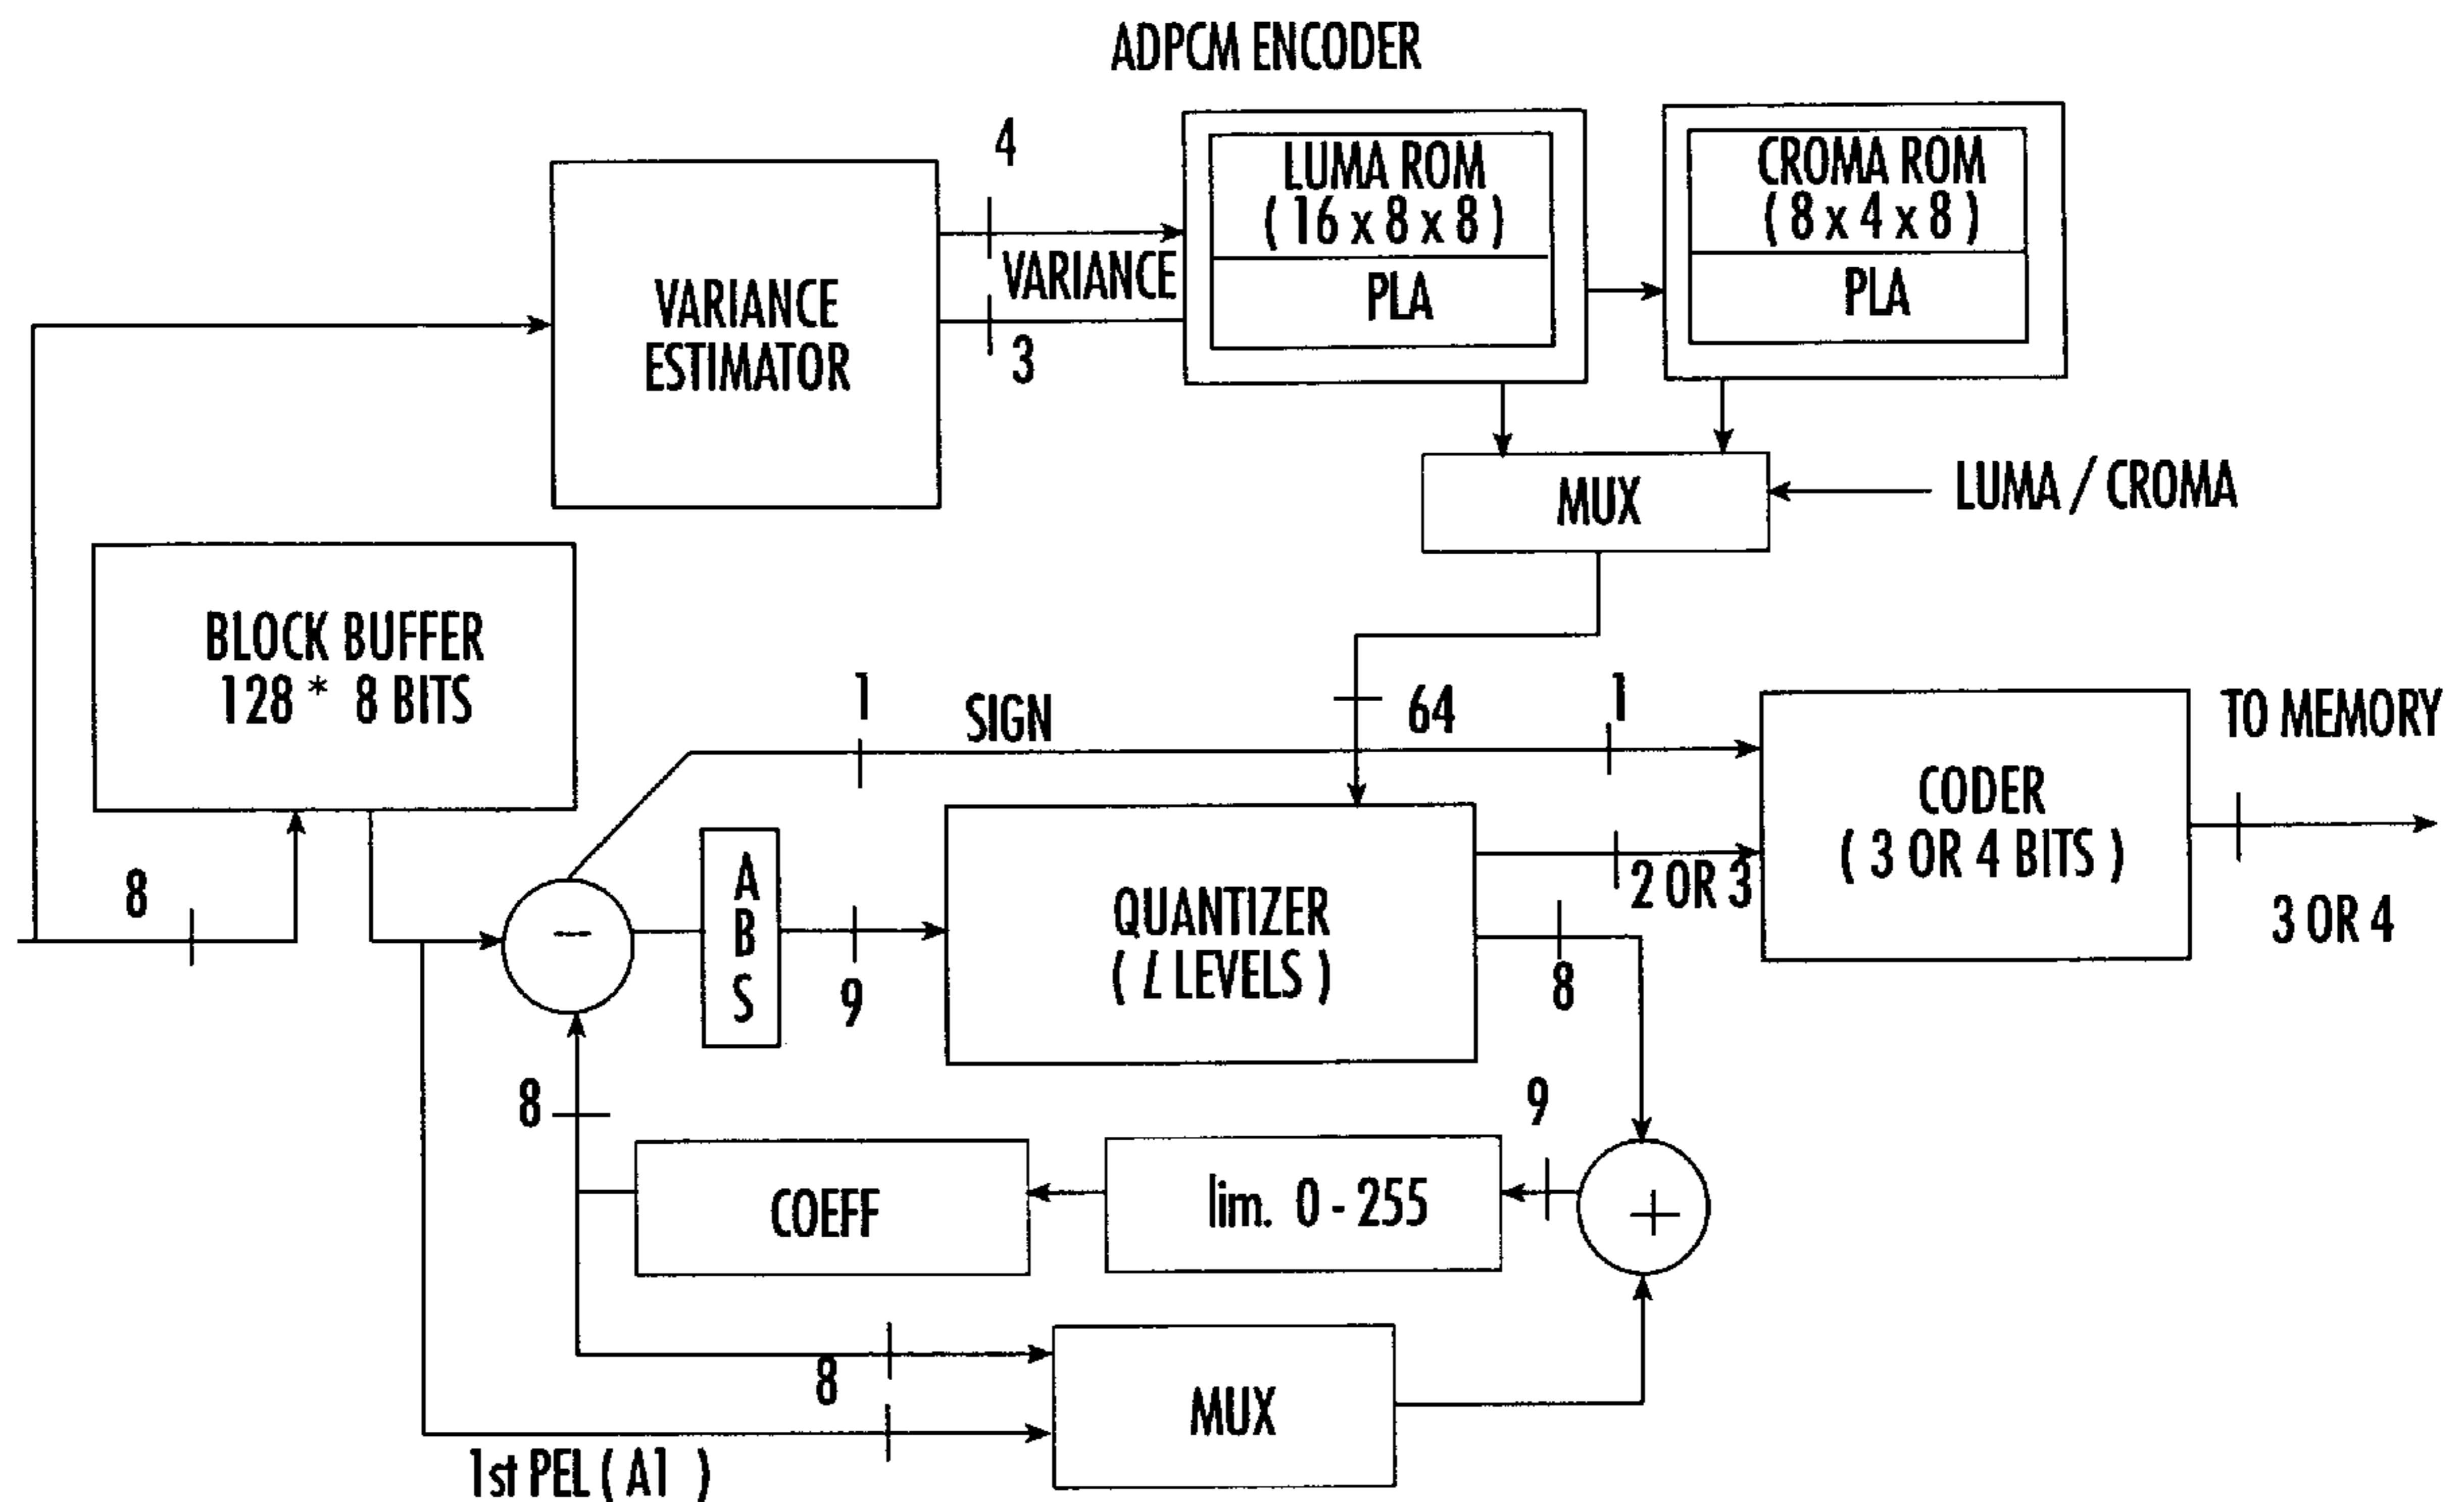 ADPCM ENCODER
4
LUMA ROM
( 16 x 8 x 8 )
PLA
CROMA ROM
( 8 x 4 x 8 )
PLA
VARIANCE
ESTIMATOR
VARIANCE
3
MUX
LUMA / CROMA
BLOCK BUFFER
128 * 8 BITS
1
SIGN
64
1
TO MEMORY
CODER
( 3 OR 4 BITS )
8
A
B
S
9
QUANTIZER
( L LEVELS )
2 OR 3
3 OR 4
8
8
9
COEFF
lim. 0 - 255
+
−
8
MUX
1st PEL ( A1 )